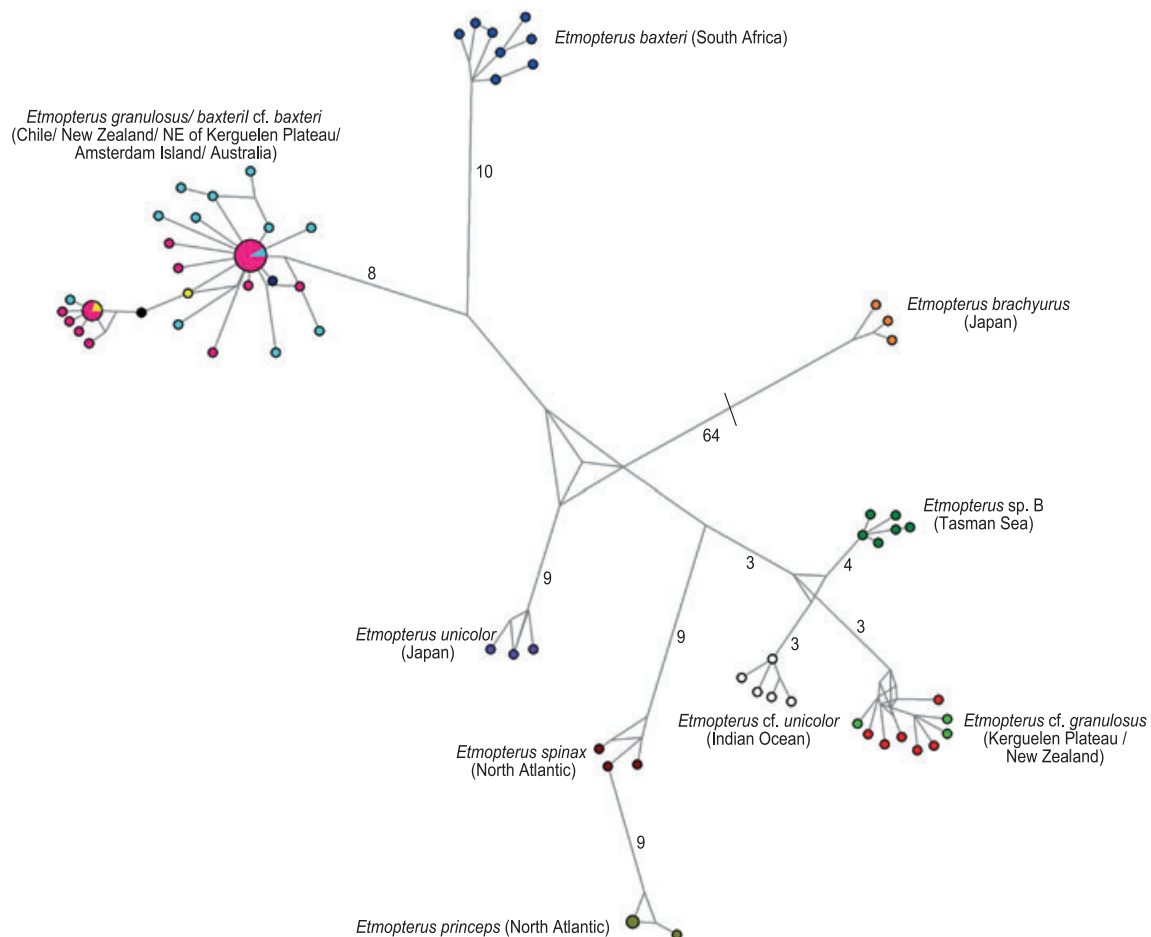 Etmopterus baxteri (South Africa)
Etmopterus granulosus/ baxteriI cf. baxteri
(Chile/ New Zealand/ NE of Kerguelen Plateau/
Amsterdam Island/ Australia)
10
8
Etmopterus brachyurus
(Japan)
64
Etmopterus sp. B
(Tasman Sea)
3
4
9
3
Etmopterus unicolor
(Japan)
9
3
Etmopterus cf. unicolor
(Indian Ocean)
Etmopterus cf. granulosus
(Kerguelen Plateau /
New Zealand)
Etmopterus spinax
(North Atlantic)
9
Etmopterus princeps (North Atlantic)